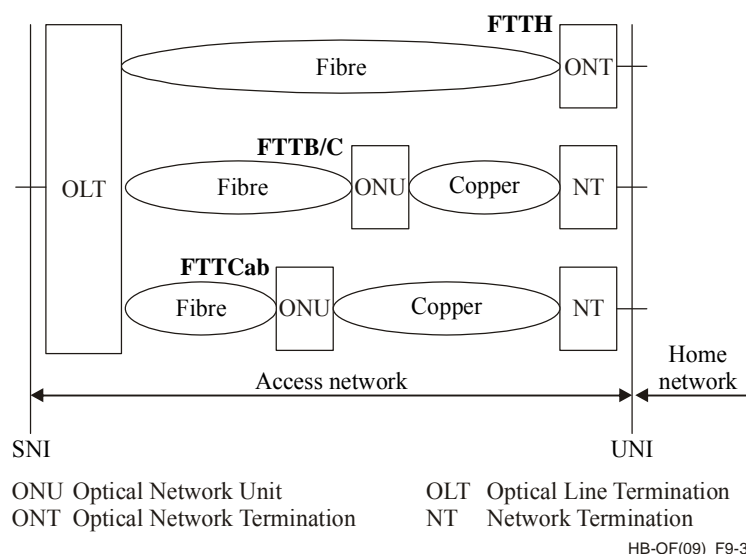 FTTH
Fibre
ONT
FTTB/C
OLT
Fibre
ONU
Copper
NT
FTTCab
Fibre
ONU
Copper
NT
Access network
Home
network
SNI
UNI
ONU Optical Network Unit
OLT Optical Line Termination
ONT Optical Network Termination
NT Network Termination
HB-OF(09)_F9-3